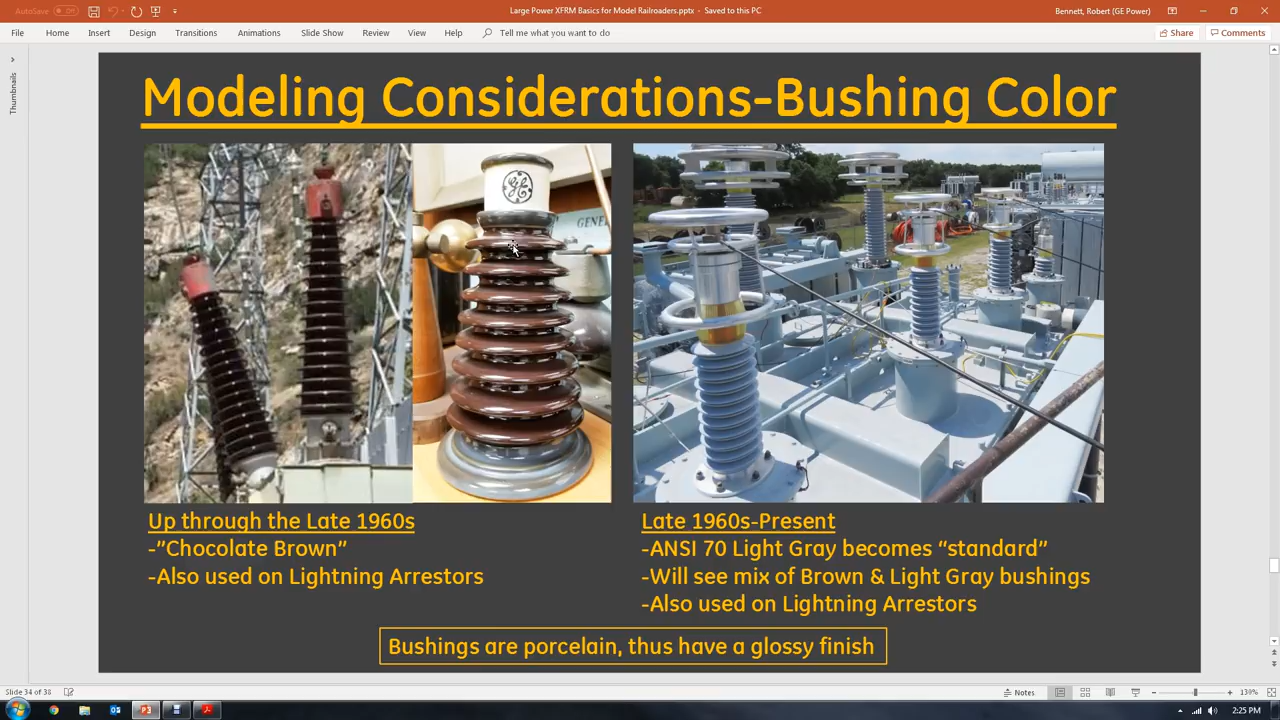 AutoSave
Off
Large Power XFRM Basics for Model Railroaders.pptx - Saved to this PC
Bennett, Robert (GE Power)
File
Home
Insert
Design
Transitions
Animations
Slide Show
Review
View
Help
Tell me what you want to do
Share
Comments
Thumbnails
Modeling Considerations-Bushing Color
GE
GENE
Up through the Late 1960s
-"Chocolate Brown"
-Also used on Lightning Arrestors
Late 1960s-Present
-ANSI 70 Light Gray becomes "standard"
-Will see mix of Brown & Light Gray bushings
-Also used on Lightning Arrestors
Bushings are porcelain, thus have a glossy finish
Slide 34 of 38
Notes
139%
2:25 PM